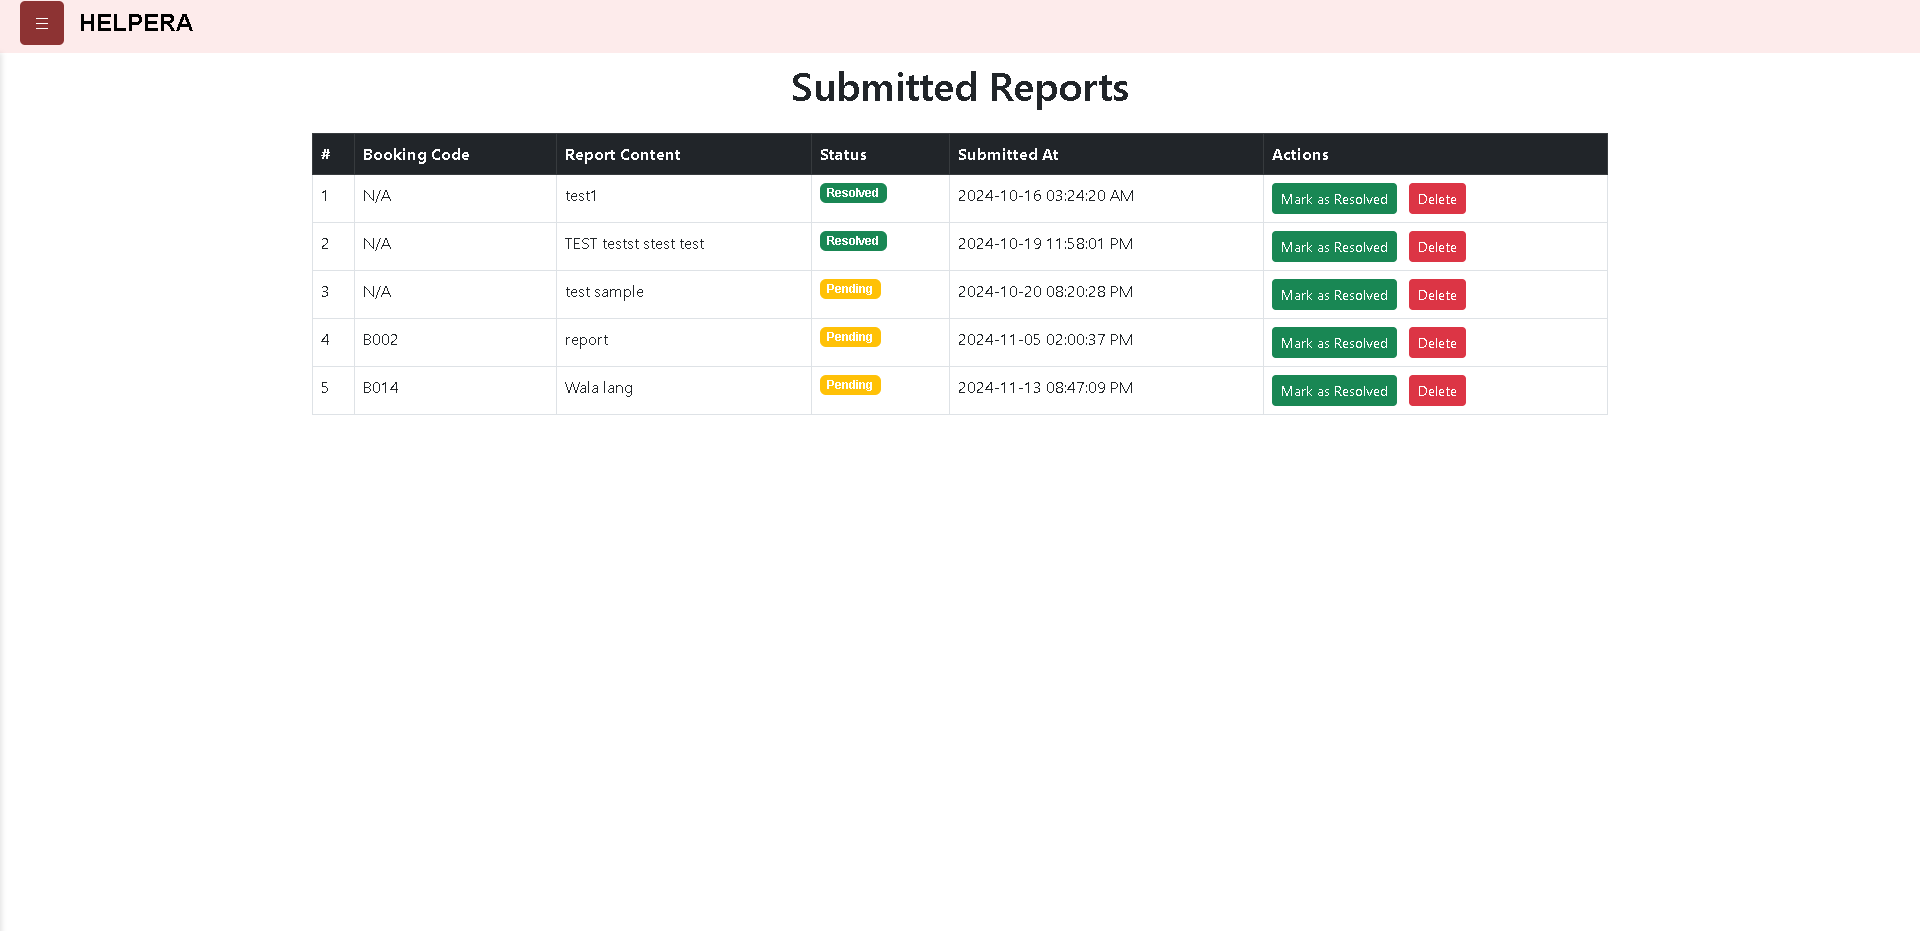 ☰ HELPERA
Submitted Reports
# Booking Code Report Content Status Submitted At Actions
1 N/A test1 Resolved 2024-10-16 03:24:20 AM Mark as Resolved Delete
2 N/A TEST testst stest test Resolved 2024-10-19 11:58:01 PM Mark as Resolved Delete
3 N/A test sample Pending 2024-10-20 08:20:28 PM Mark as Resolved Delete
4 B002 report Pending 2024-11-05 02:00:37 PM Mark as Resolved Delete
5 B014 Wala lang Pending 2024-11-13 08:47:09 PM Mark as Resolved Delete